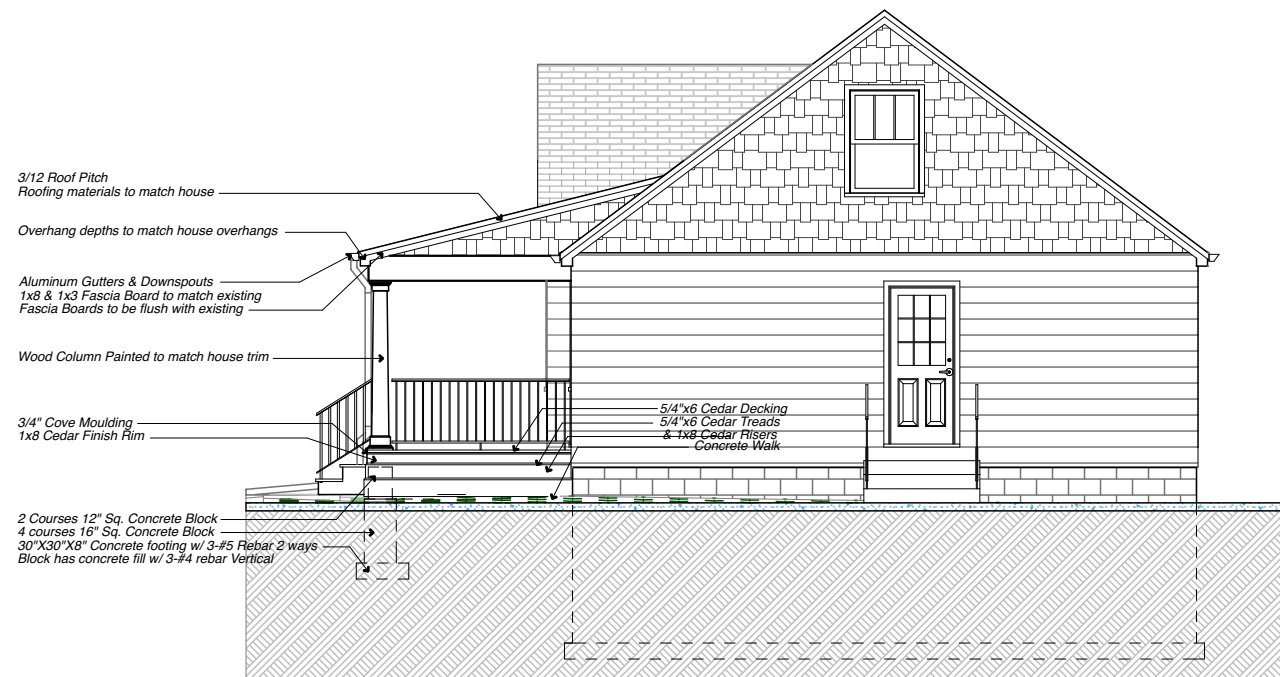 3/12 Roof Pitch
Roofing materials to match house
Overhang depths to match house overhangs
Aluminum Gutters & Downspouts
1x8 & 1x3 Fascia Board to match existing
Fascia Boards to be flush with existing
Wood Column Painted to match house trim
3/4" Cove Moulding
1x8 Cedar Finish Rim
5/4"x6 Cedar Decking
5/4"x6 Cedar Treads
& 1x8 Cedar Risers
Concrete Walk
2 Courses 12" Sq. Concrete Block
4 courses 16" Sq. Concrete Block
30"X30"X8" Concrete footing w/ 3-#5 Rebar 2 ways
Block has concrete fill w/ 3-#4 rebar Vertical